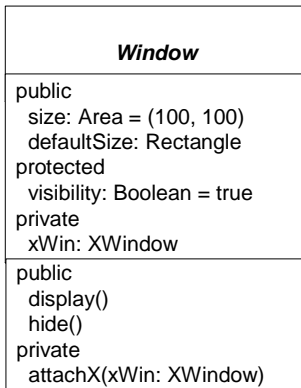 Window
public
size: Area = (100, 100)
defaultSize: Rectangle
protected
visibility: Boolean = true
private
xWin: XWindow
public
display()
hide()
private
attachX(xWin: XWindow)